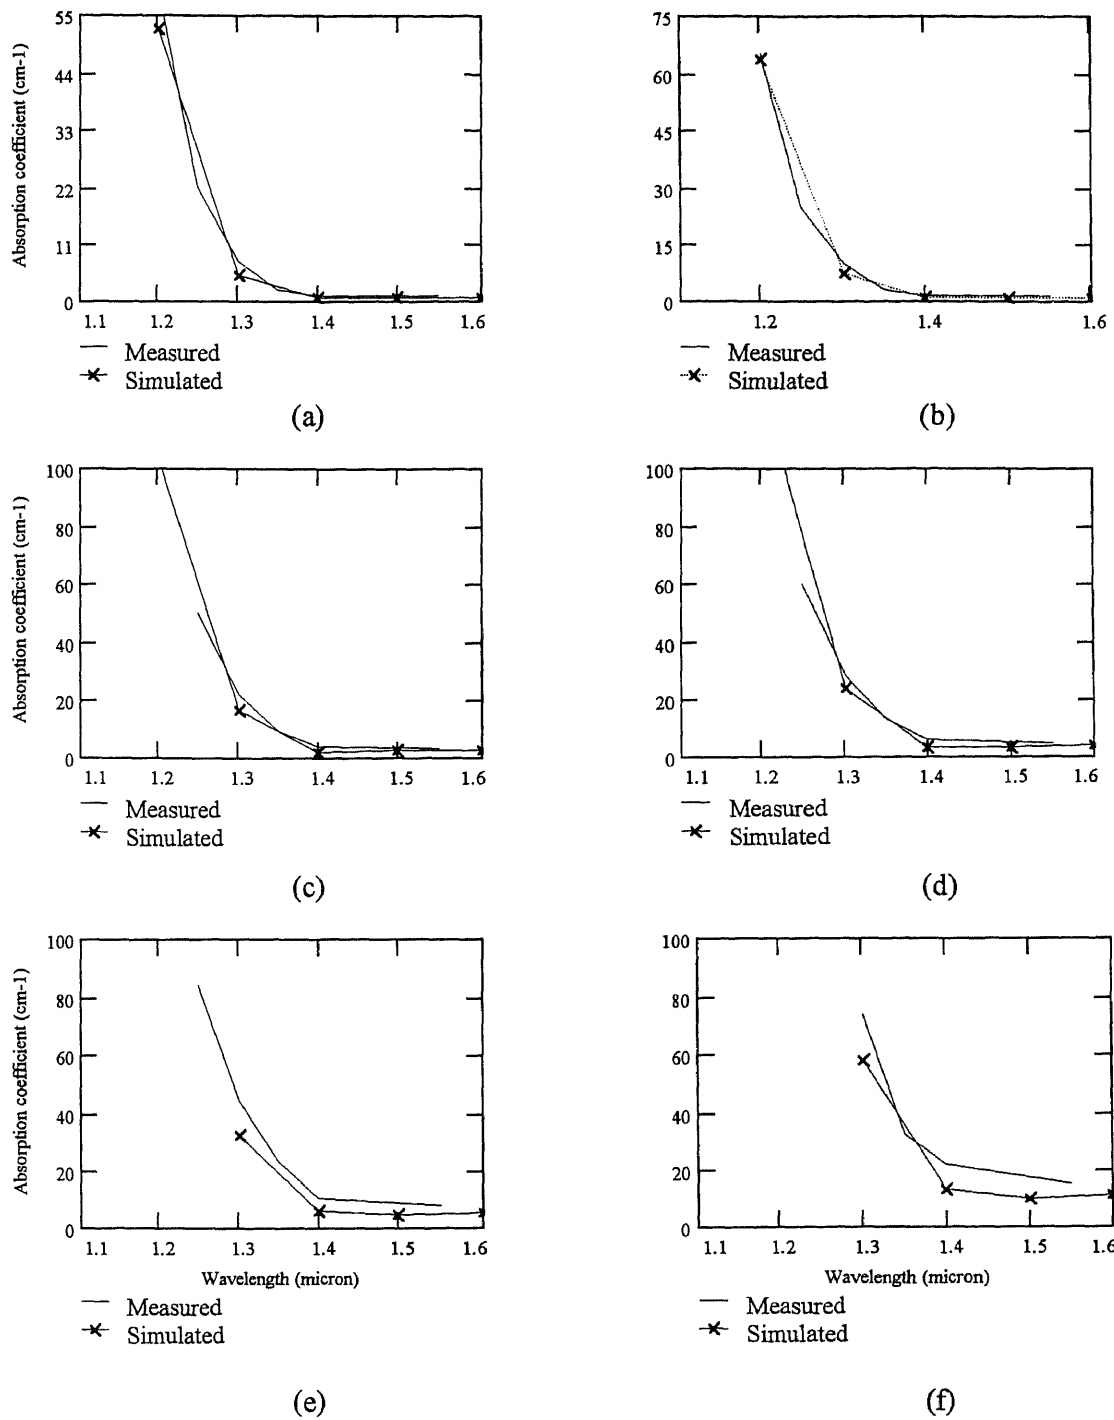 Absorption coefficient (cm-1)
55
44
33
22
11
0
1.1 1.2 1.3 1.4 1.5 1.6
Measured
Simulated
(a)
75
60
45
30
15
0
1.2 1.4 1.6
Measured
Simulated
(b)
Absorption coefficient (cm-1)
100
80
60
40
20
0
1.1 1.2 1.3 1.4 1.5 1.6
Measured
Simulated
(c)
100
80
60
40
20
0
1.1 1.2 1.3 1.4 1.5 1.6
Measured
Simulated
(d)
Absorption coefficient (cm-1)
100
80
60
40
20
0
1.1 1.2 1.3 1.4 1.5 1.6
Wavelength (micron)
Measured
Simulated
(e)
100
80
60
40
20
0
1.1 1.2 1.3 1.4 1.5 1.6
Wavelength (micron)
Measured
Simulated
(f)